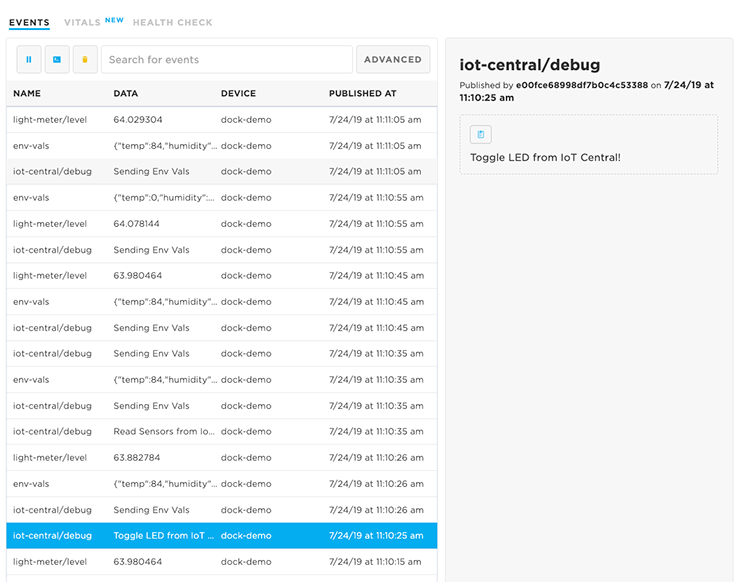 EVENTS VITALS NEW HEALTH CHECK
Search for events ADVANCED
NAME DATA DEVICE PUBLISHED AT
light-meter/level 64.029304 dock-demo 7/24/19 at 11:11:05 am
env-vals {"temp":84,"humidity"... dock-demo 7/24/19 at 11:11:05 am
iot-central/debug Sending Env Vals dock-demo 7/24/19 at 11:11:05 am
env-vals {"temp":0,"humidity":... dock-demo 7/24/19 at 11:10:55 am
light-meter/level 64.078144 dock-demo 7/24/19 at 11:10:55 am
iot-central/debug Sending Env Vals dock-demo 7/24/19 at 11:10:55 am
light-meter/level 63.980464 dock-demo 7/24/19 at 11:10:45 am
env-vals {"temp":84,"humidity"... dock-demo 7/24/19 at 11:10:45 am
iot-central/debug Sending Env Vals dock-demo 7/24/19 at 11:10:45 am
iot-central/debug Sending Env Vals dock-demo 7/24/19 at 11:10:35 am
env-vals {"temp":84,"humidity"... dock-demo 7/24/19 at 11:10:35 am
iot-central/debug Sending Env Vals dock-demo 7/24/19 at 11:10:35 am
iot-central/debug Read Sensors from Io... dock-demo 7/24/19 at 11:10:35 am
light-meter/level 63.882784 dock-demo 7/24/19 at 11:10:26 am
env-vals {"temp":84,"humidity"... dock-demo 7/24/19 at 11:10:26 am
iot-central/debug Sending Env Vals dock-demo 7/24/19 at 11:10:26 am
iot-central/debug Toggle LED from IoT ... dock-demo 7/24/19 at 11:10:25 am
light-meter/level 63.980464 dock-demo 7/24/19 at 11:10:15 am
iot-central/debug
Published by e00fce68998df7b0c4c53388 on 7/24/19 at
11:10:25 am
Toggle LED from IoT Central!